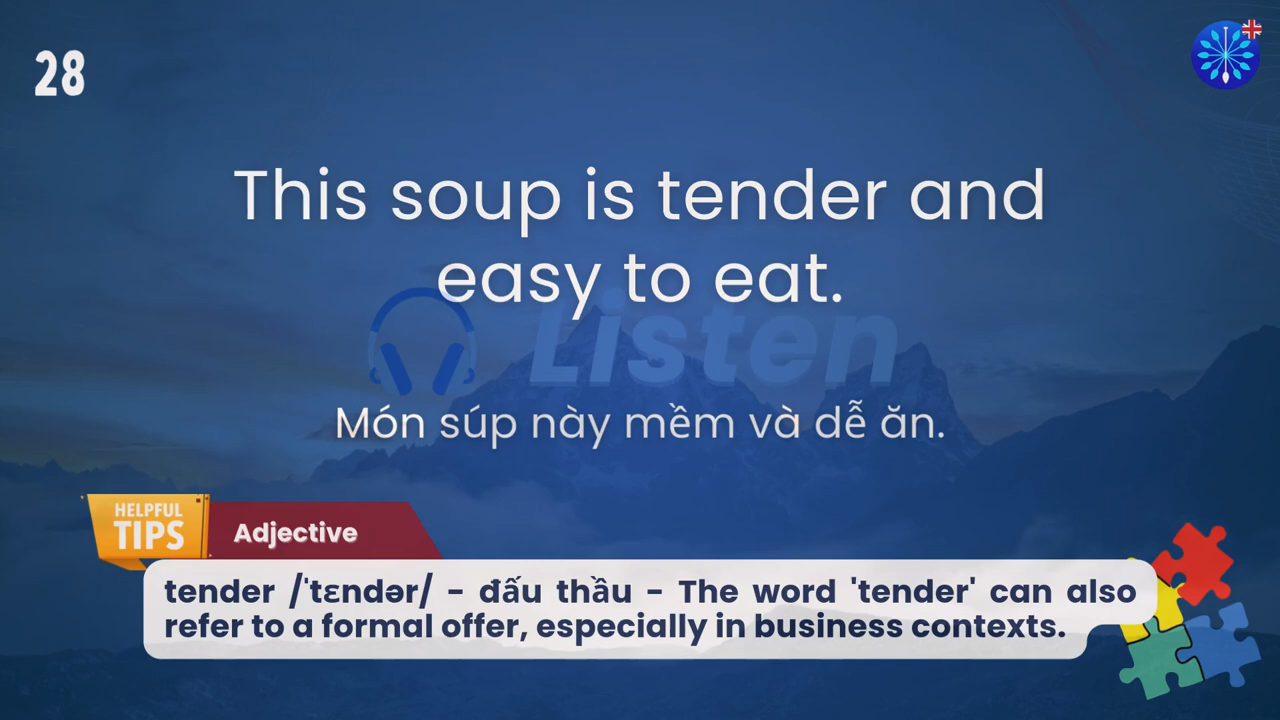 28
This soup is tender and
easy to eat.
Listen
Món súp này mềm và dễ ăn.
HELPFUL
TIPS
Adjective
tender /ˈtɛndər/ - đấu thầu - The word 'tender' can also
refer to a formal offer, especially in business contexts.